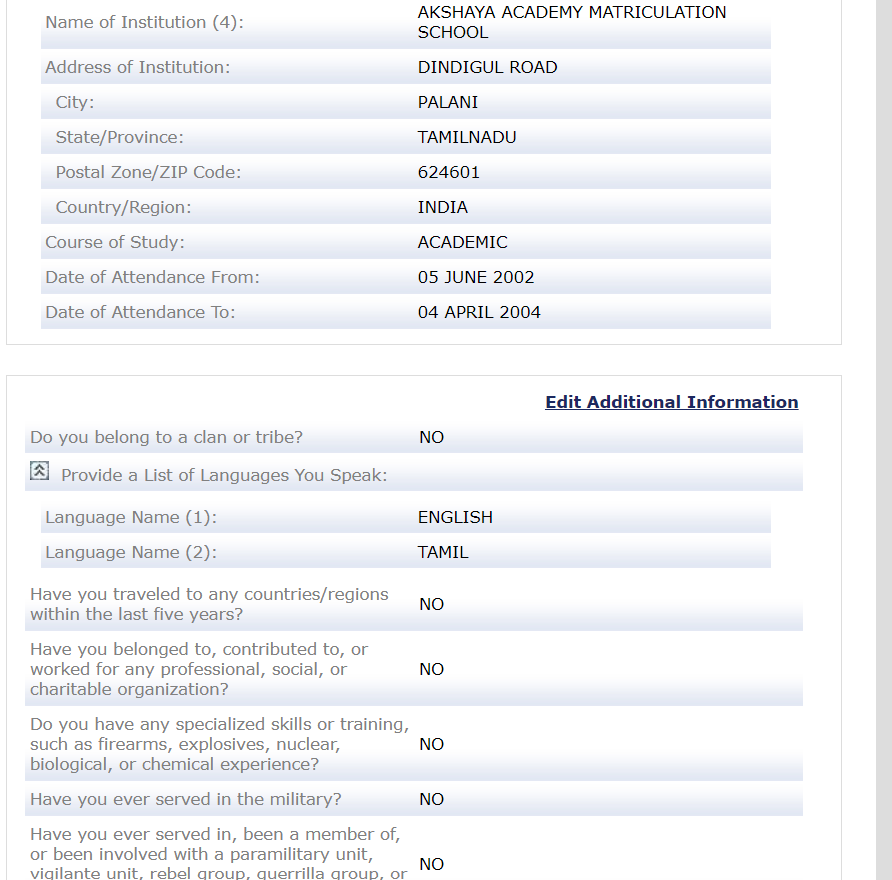 Name of Institution (4): AKSHAYA ACADEMY MATRICULATION
SCHOOL
Address of Institution: DINDIGUL ROAD
City: PALANI
State/Province: TAMILNADU
Postal Zone/ZIP Code: 624601
Country/Region: INDIA
Course of Study: ACADEMIC
Date of Attendance From: 05 JUNE 2002
Date of Attendance To: 04 APRIL 2004
Edit Additional Information
Do you belong to a clan or tribe? NO
Provide a List of Languages You Speak:
Language Name (1): ENGLISH
Language Name (2): TAMIL
Have you traveled to any countries/regions
within the last five years? NO
Have you belonged to, contributed to, or
worked for any professional, social, or NO
charitable organization?
Do you have any specialized skills or training,
such as firearms, explosives, nuclear, NO
biological, or chemical experience?
Have you ever served in the military? NO
Have you ever served in, been a member of,
or been involved with a paramilitary unit, NO
vigilante unit, rebel group, guerrilla group, or